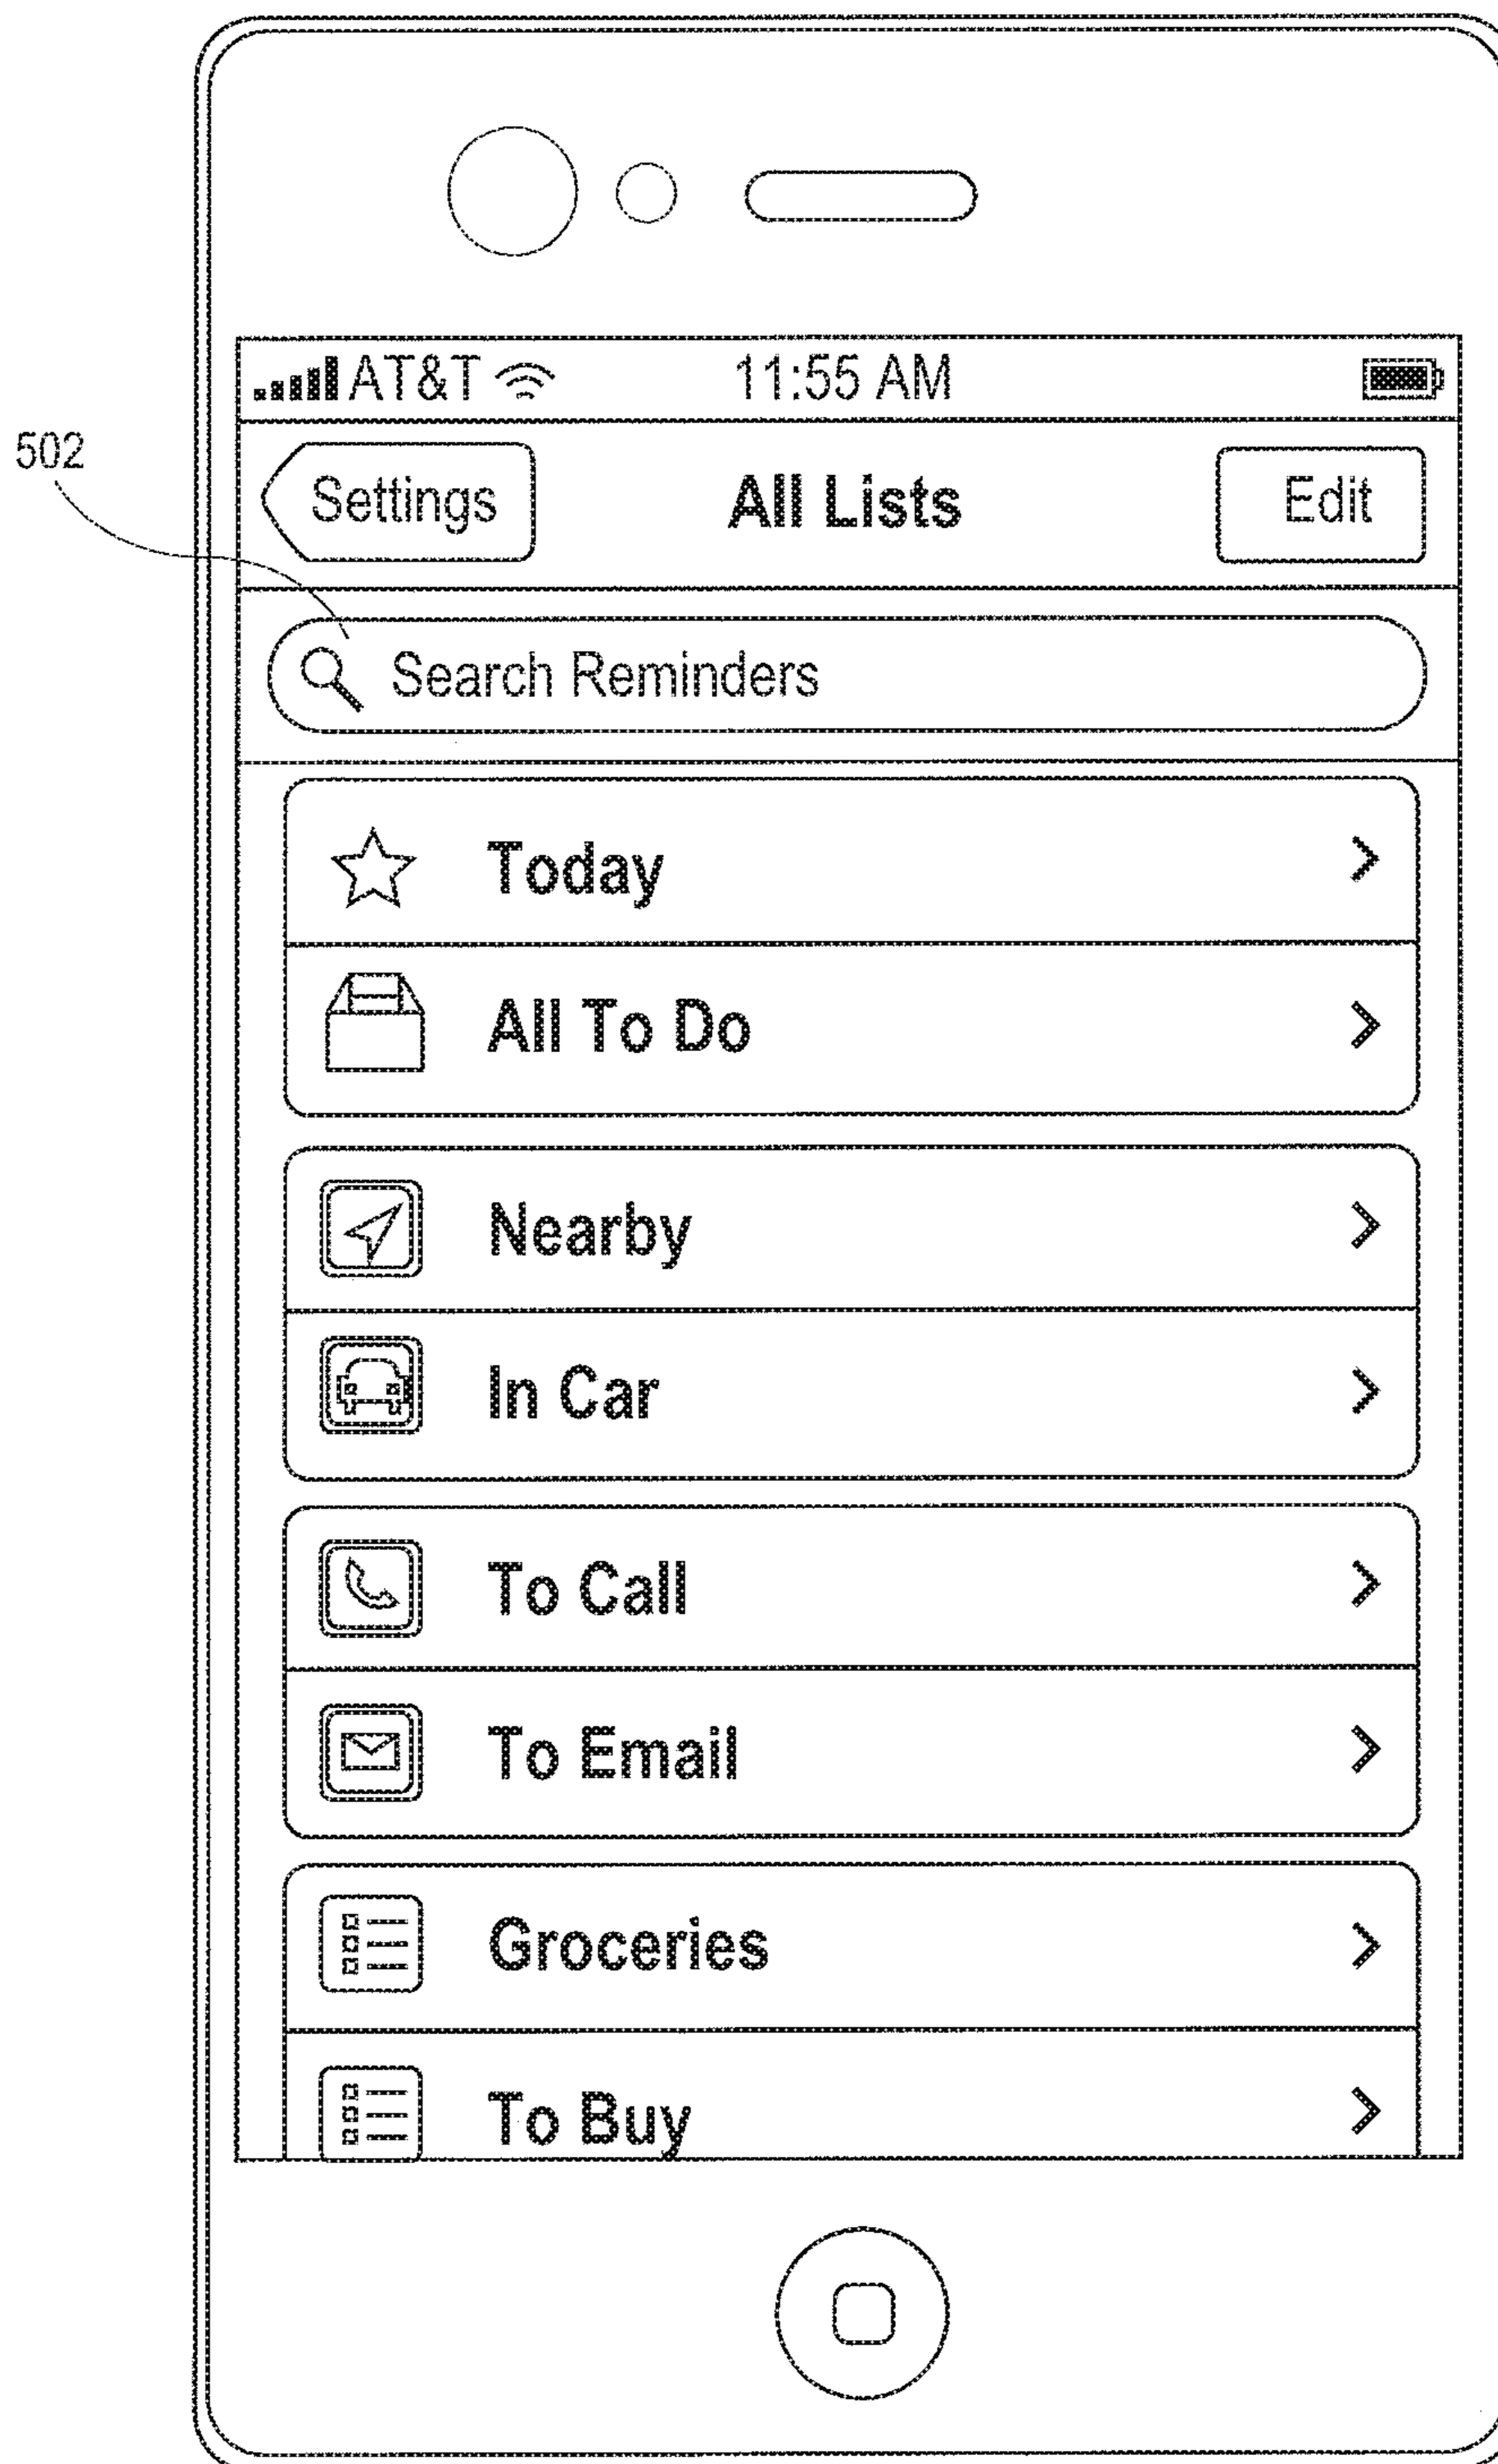 AT&T 11:55 AM
502
Settings All Lists Edit
Search Reminders
Today
All To Do
Nearby
In Car
To Call
To Email
Groceries
To Buy